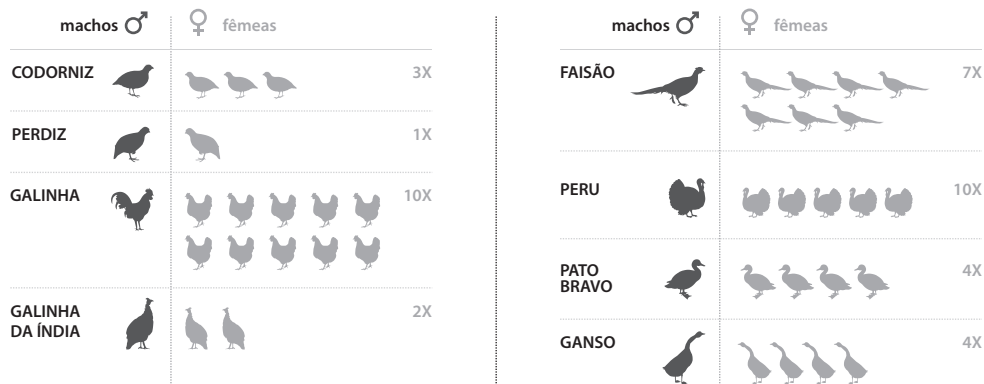 machos ♂ ♀ fêmeas
CODORNIZ 3X
PERDIZ 1X
GALINHA 10X
GALINHA
DA ÍNDIA 2X
machos ♂ ♀ fêmeas
FAISÃO 7X
PERU 10X
PATO
BRAVO 4X
GANSO 4X